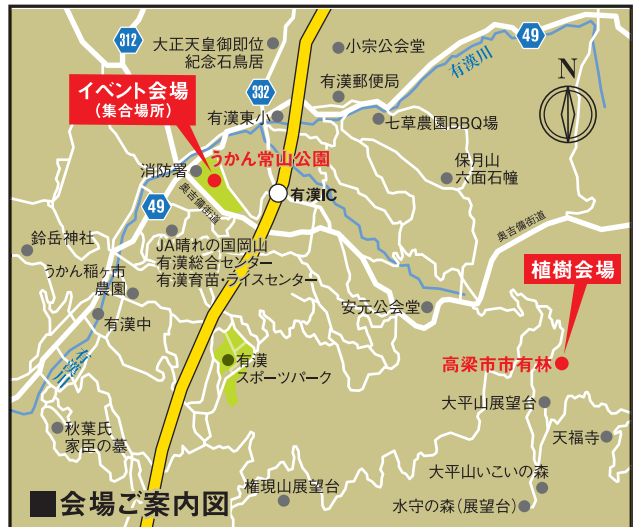 312
大正天皇御即位
紀念石鳥居
小宗公会堂
49
有漢川
N
イベント会場
(集合場所)
332
有漢郵便局
有漢東小
七草農園BBQ場
うかん常山公園
消防署
保月山
六面石幢
有漢IC
奥吉備街道
49
奥吉備街道
鈴岳神社
JA晴れの国岡山
有漢総合センター
有漢育苗・ライスセンター
うかん稲ヶ市
農園
植樹会場
安元公会堂
有漢中
有漢川
有漢
スポーツパーク
高梁市市有林
大平山展望台
秋葉氏
家臣の墓
天福寺
大平山いこいの森
権現山展望台
水守の森(展望台)
■会場ご案内図